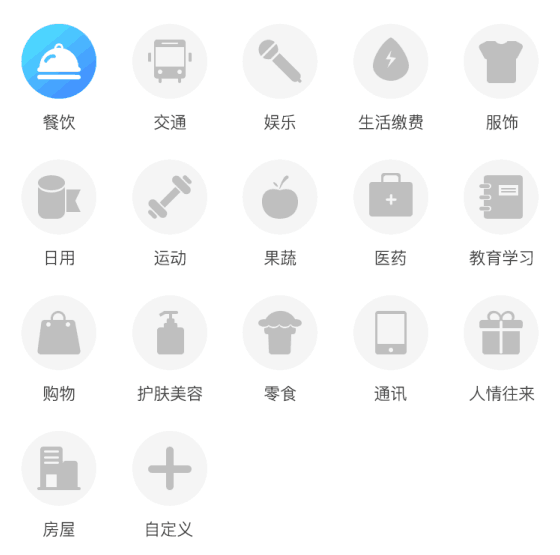 餐饮 交通 娱乐 生活缴费 服饰
日用 运动 果蔬 医药 教育学习
购物 护肤美容 零食 通讯 人情往来
房屋 自定义